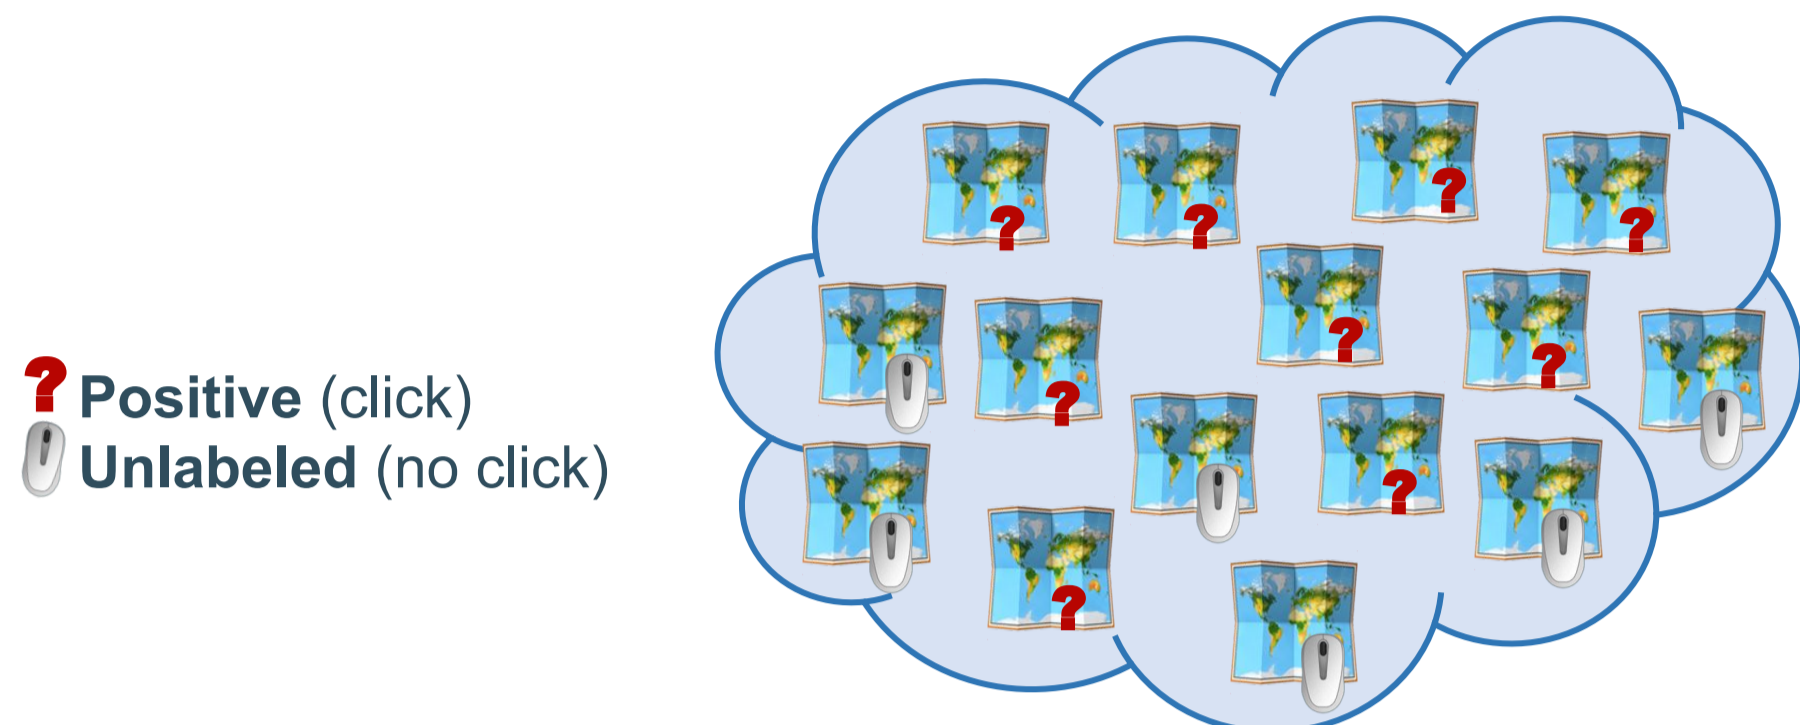 ? Positive (click)
Unlabeled (no click)
? ? ? ?
? ? ?
?
?